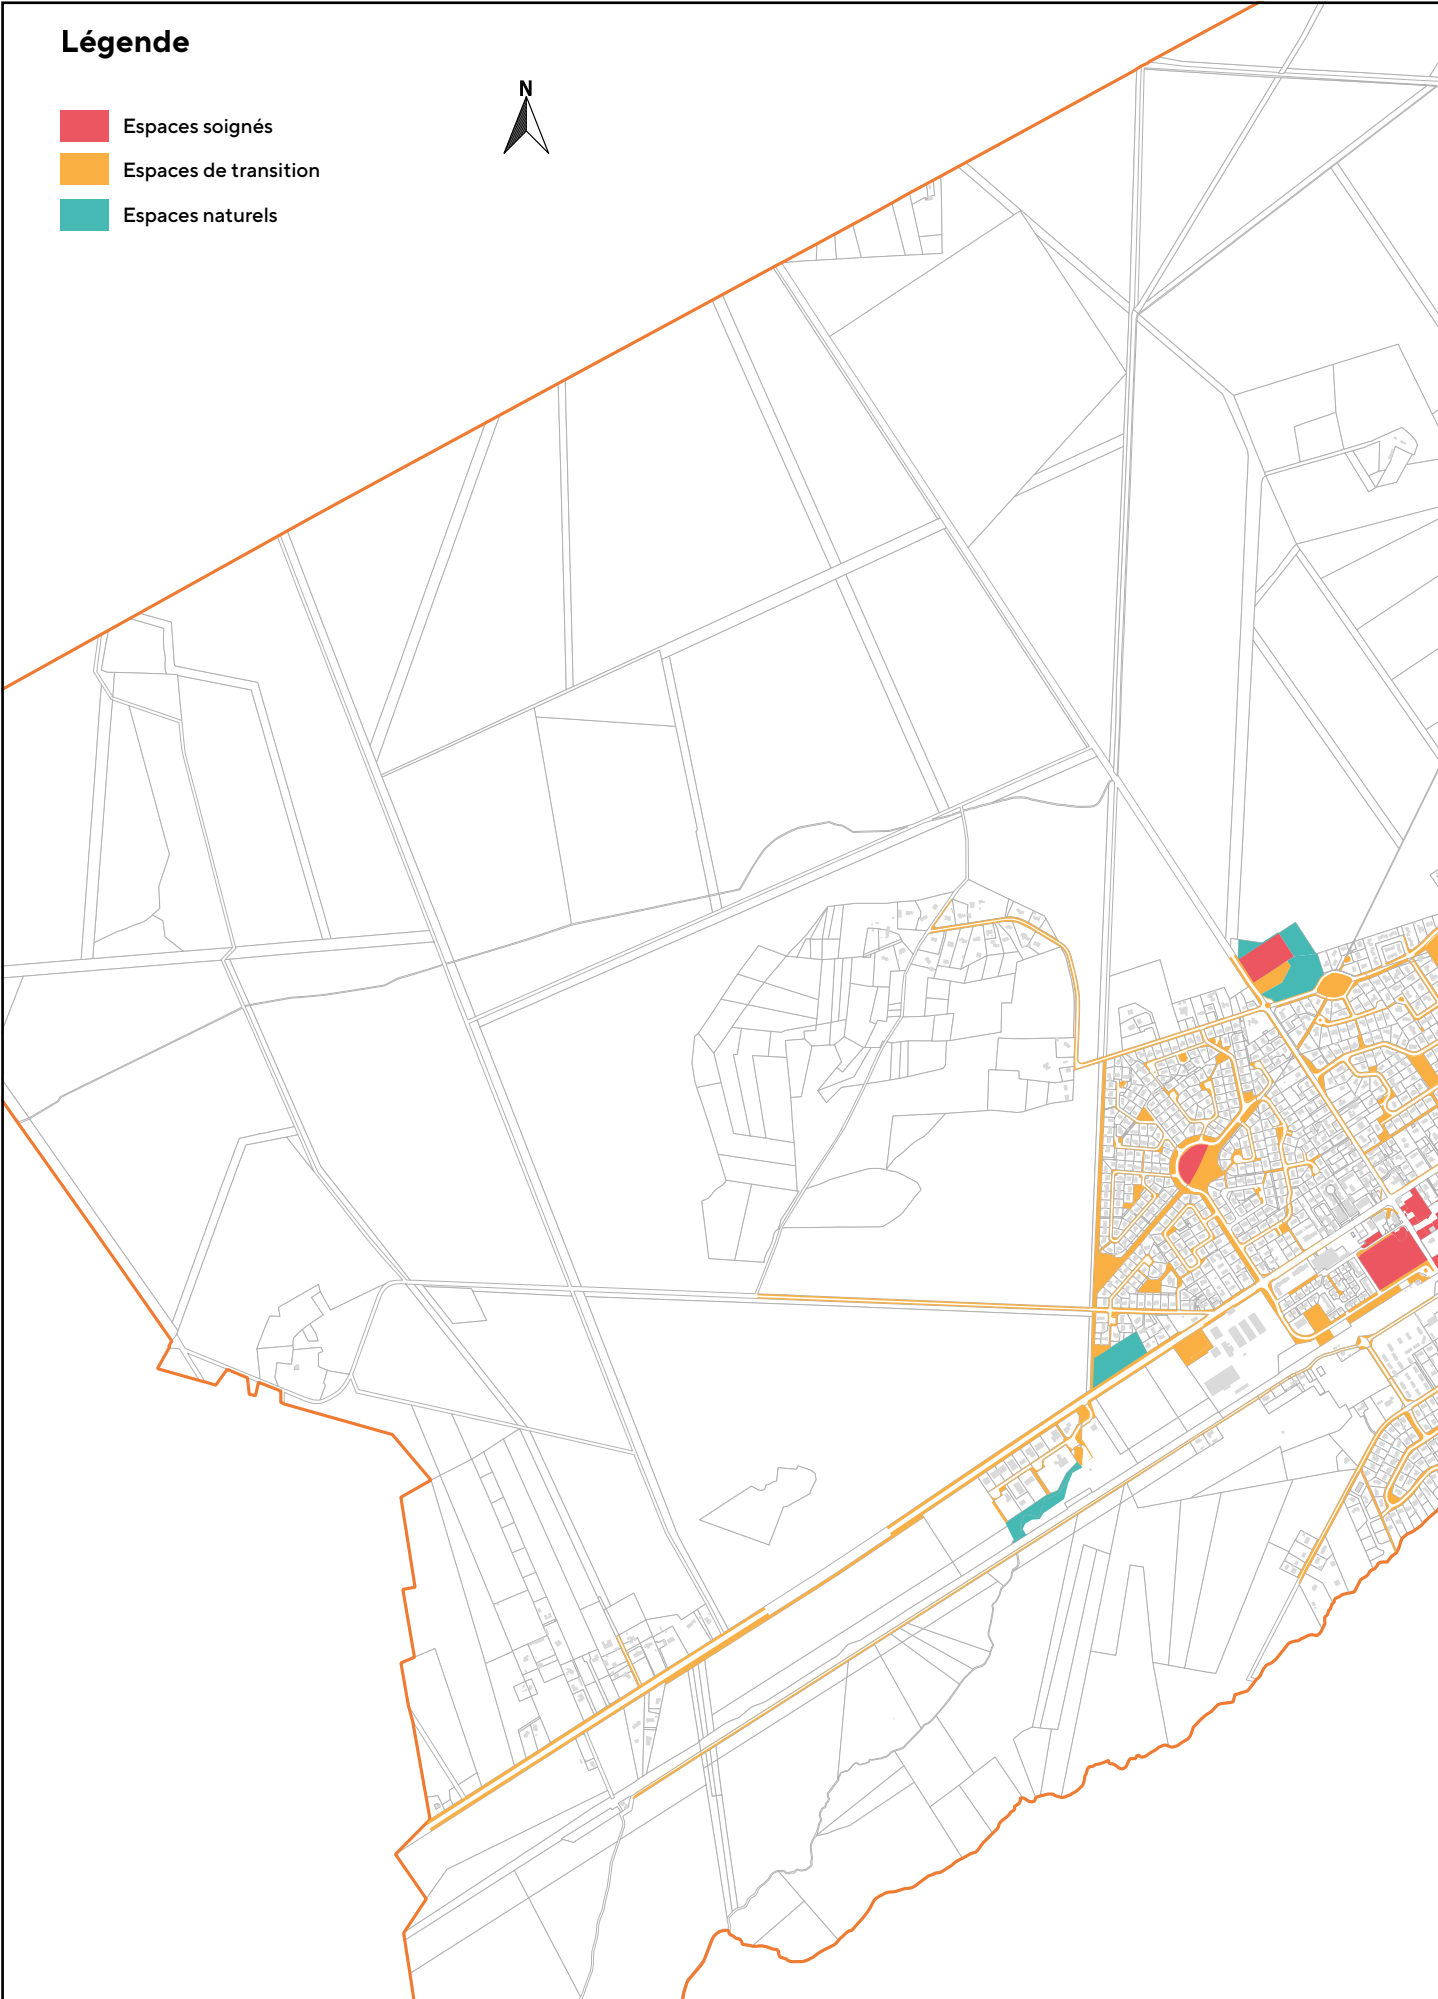 Légende
N
Espaces soignés
Espaces de transition
Espaces naturels